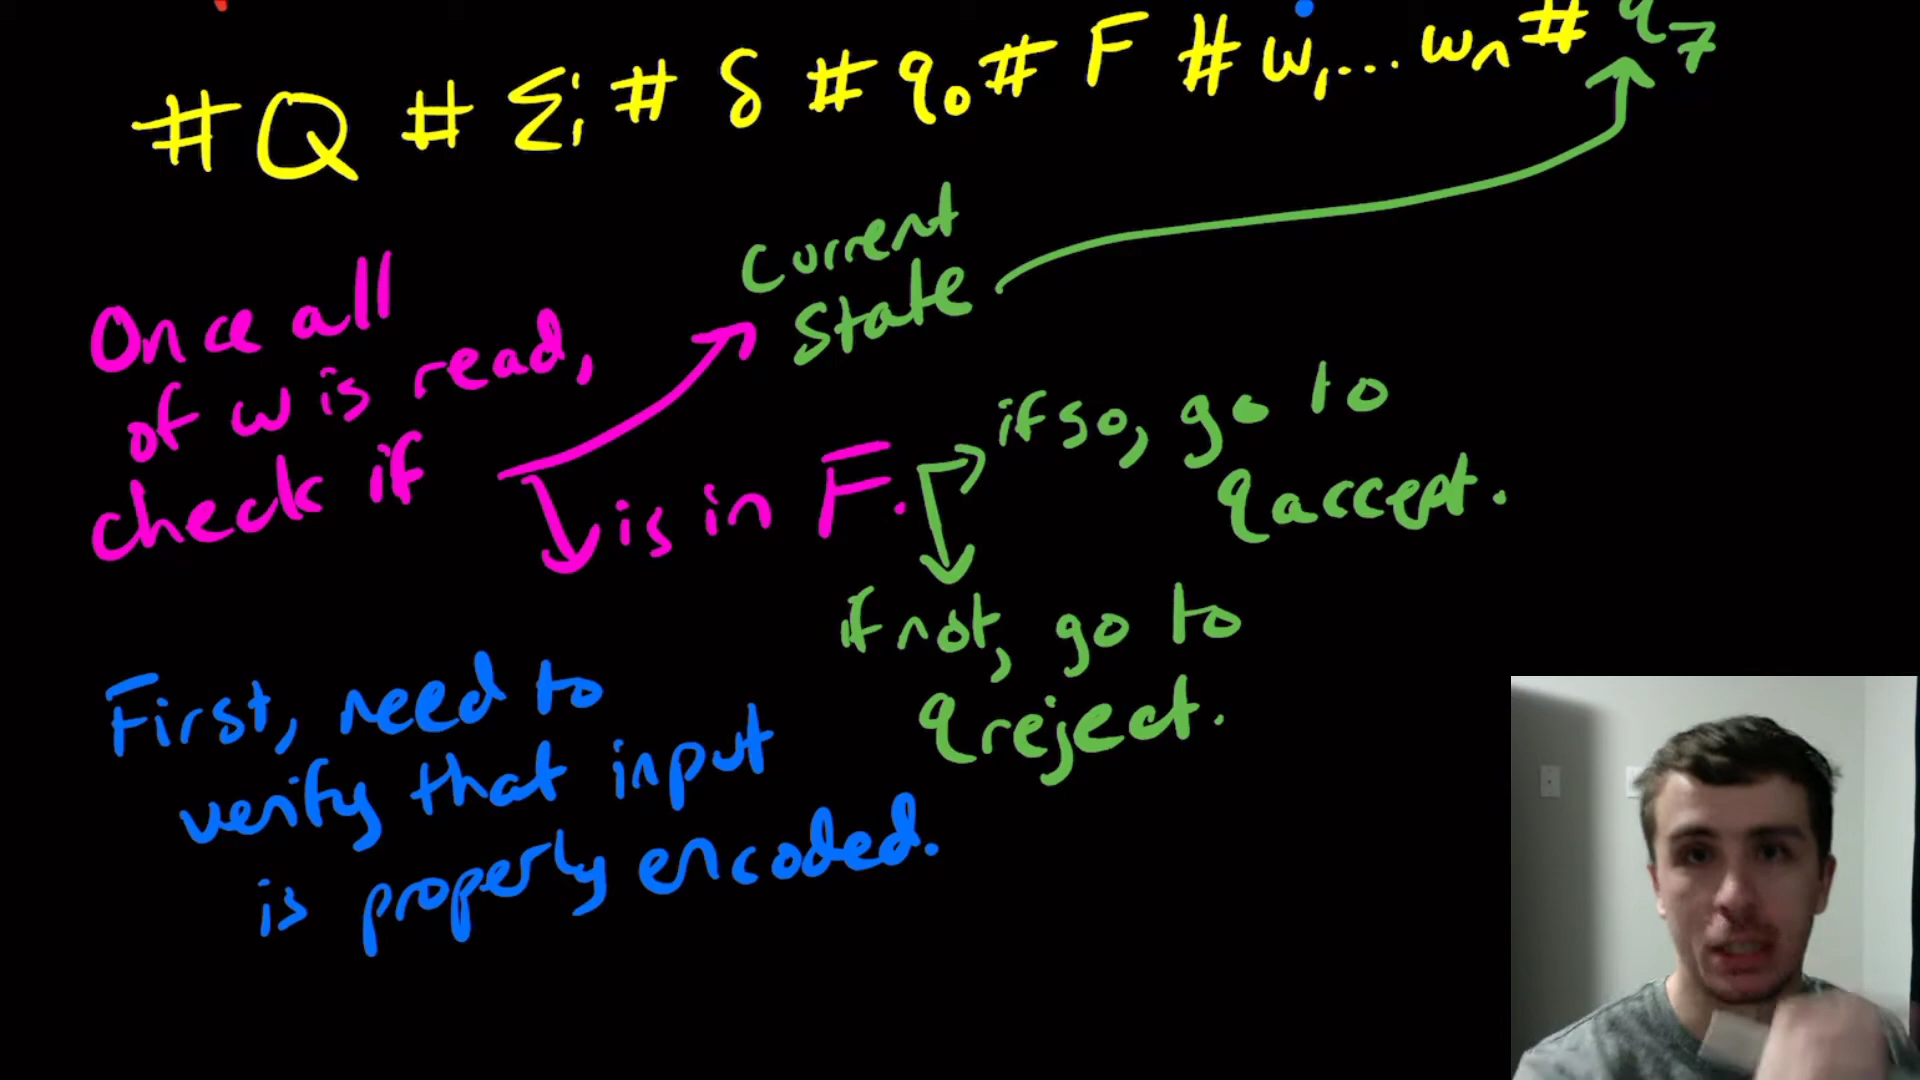 # Q # Σ; # δ # q0 # F # w1...wn # q7
Current
State
Once all
of w is read,
check if
is in F.
if so, go to
qaccept.
if not, go to
qreject.
First, need to
verify that input
is properly encoded.